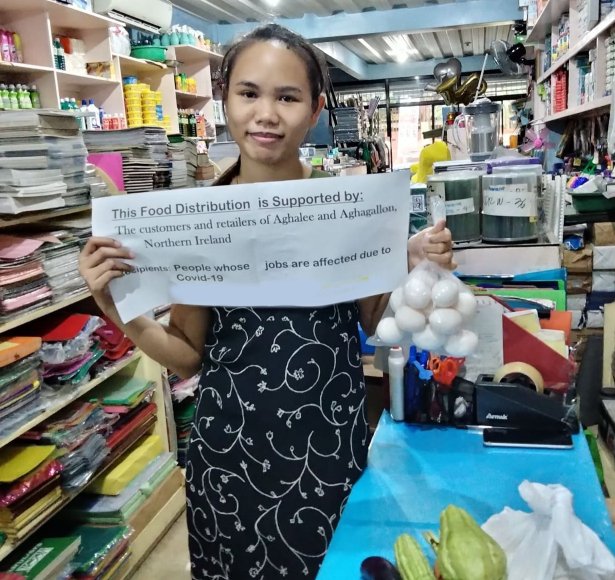 This Food Distribution is Supported by:
The customers and retailers of Aghalee and Aghagallon,
Northern Ireland
Recipients: People whose jobs are affected due to
Covid-19